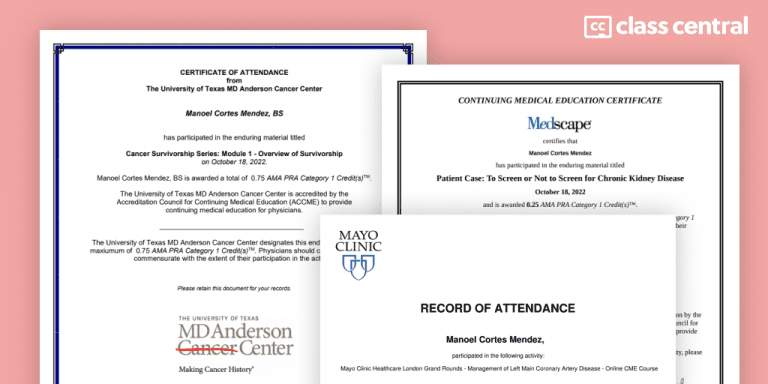 cc class central
CERTIFICATE OF ATTENDANCE
from
The University of Texas MD Anderson Cancer Center
Manoel Cortes Mendez, BS
has participated in the enduring material titled
Cancer Survivorship Series: Module 1 - Overview of Survivorship
on October 18, 2022.
Manoel Cortes Mendez, BS is awarded a total of 0.75 AMA PRA Category 1 Credit(s)™.
The University of Texas MD Anderson Cancer Center is accredited by the
Accreditation Council for Continuing Medical Education (ACCME) to provide
continuing medical education for physicians.
The University of Texas MD Anderson Cancer Center designates this end
maxiumum of 0.75 AMA PRA Category 1 Credit(s)™. Physicians should c
commensurate with the extent of their participation in the act
Please retain this document for your records.
THE UNIVERSITY OF TEXAS
MD Anderson
Cancer Center
Making Cancer History®
CONTINUING MEDICAL EDUCATION CERTIFICATE
Medscape®
certifies that
Manoel Cortes Mendez
has participated in the enduring material titled
Patient Case: To Screen or Not to Screen for Chronic Kidney Disease
October 18, 2022
and is awarded 0.25 AMA PRA Category 1 Credit(s)™.
egory 1
their
on by the
uncil for
provide
ty, please
MAYO
CLINIC
RECORD OF ATTENDANCE
Manoel Cortes Mendez,
participated in the following activity:
Mayo Clinic Healthcare London Grand Rounds - Management of Left Main Coronary Artery Disease - Online CME Course